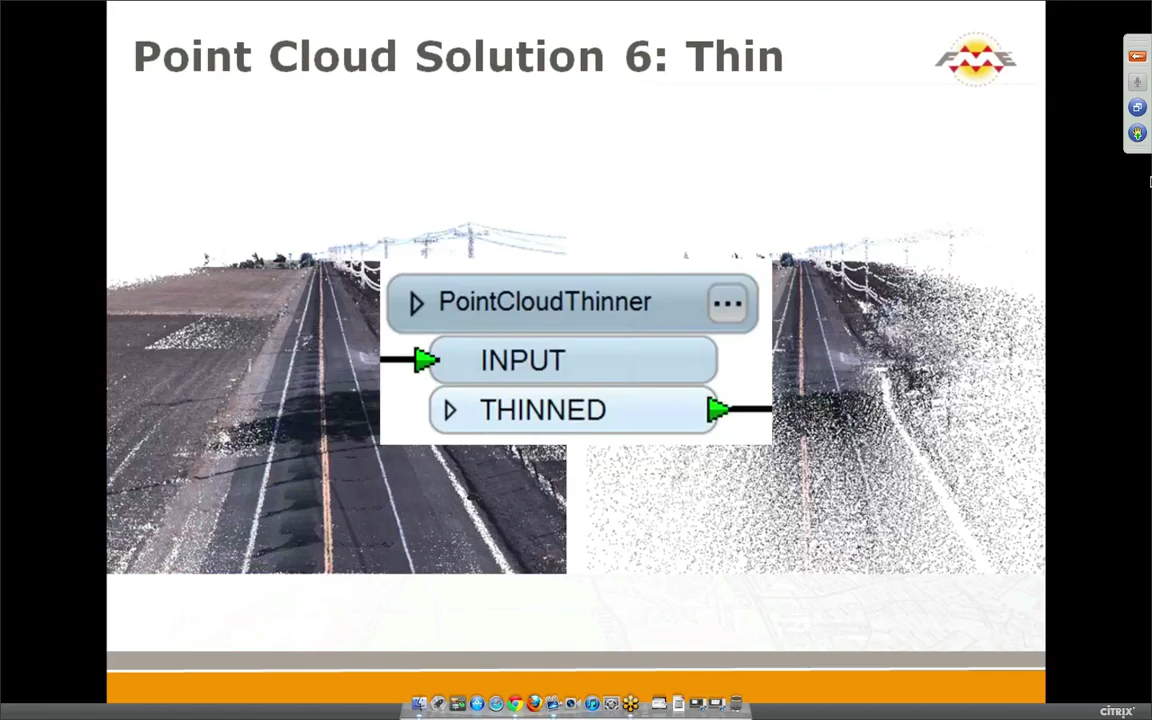 Point Cloud Solution 6: Thin
FME
PointCloudThinner
...
INPUT
THINNED
CITRIX